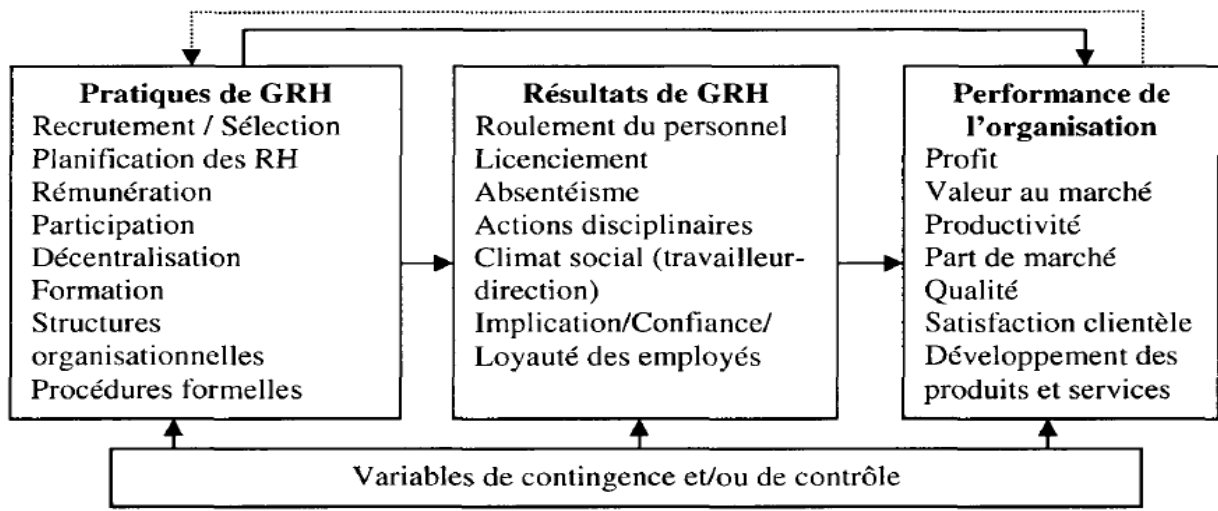 Pratiques de GRH
Recrutement / Sélection
Planification des RH
Rémunération
Participation
Décentralisation
Formation
Structures
organisationnelles
Procédures formelles
Résultats de GRH
Roulement du personnel
Licenciement
Absentéisme
Actions disciplinaires
Climat social (travailleur-
direction)
Implication/Confiance/
Loyauté des employés
Performance de
l'organisation
Profit
Valeur au marché
Productivité
Part de marché
Qualité
Satisfaction clientèle
Développement des
produits et services
Variables de contingence et/ou de contrôle